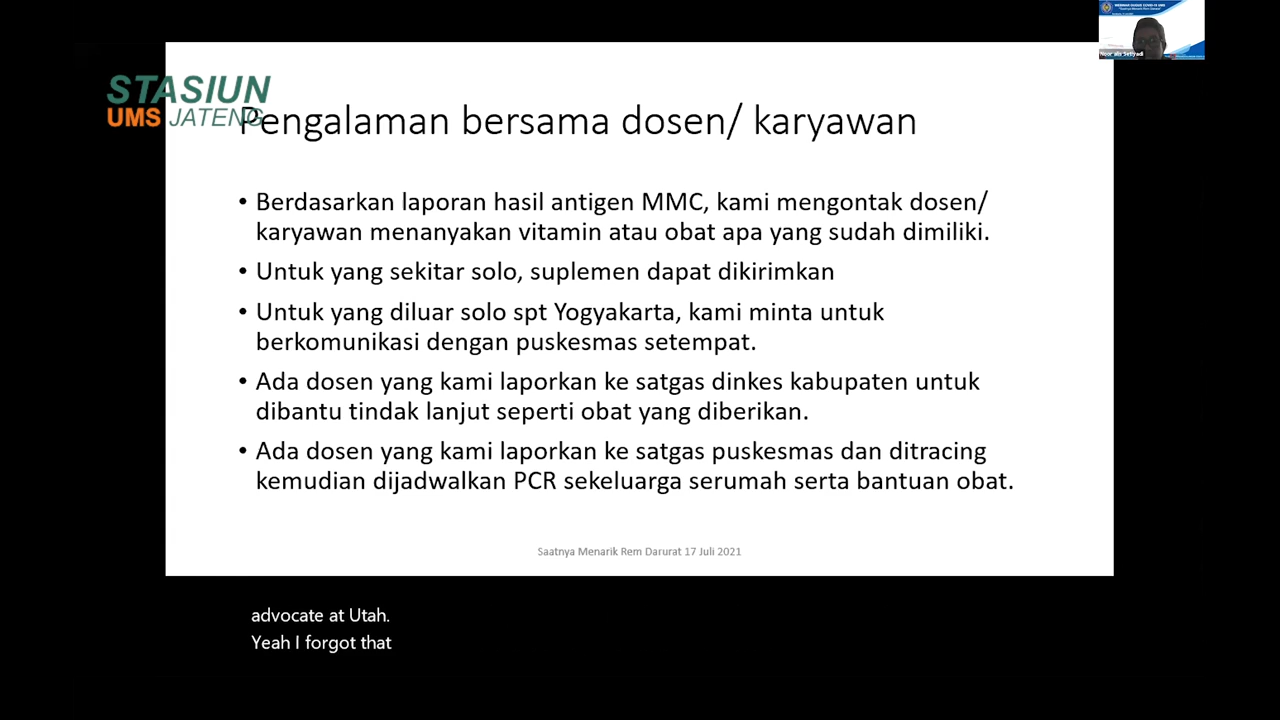 STASIUN
UMS JATENG
Pengalaman bersama dosen/ karyawan
• Berdasarkan laporan hasil antigen MMC, kami mengontak dosen/
karyawan menanyakan vitamin atau obat apa yang sudah dimiliki.
• Untuk yang sekitar solo, suplemen dapat dikirimkan
• Untuk yang diluar solo spt Yogyakarta, kami minta untuk
berkomunikasi dengan puskesmas setempat.
• Ada dosen yang kami laporkan ke satgas dinkes kabupaten untuk
dibantu tindak lanjut seperti obat yang diberikan.
• Ada dosen yang kami laporkan ke satgas puskesmas dan ditracing
kemudian dijadwalkan PCR sekeluarga serumah serta bantuan obat.
Saatnya Menarik Rem Darurat 17 Juli 2021
advocate at Utah.
Yeah I forgot that